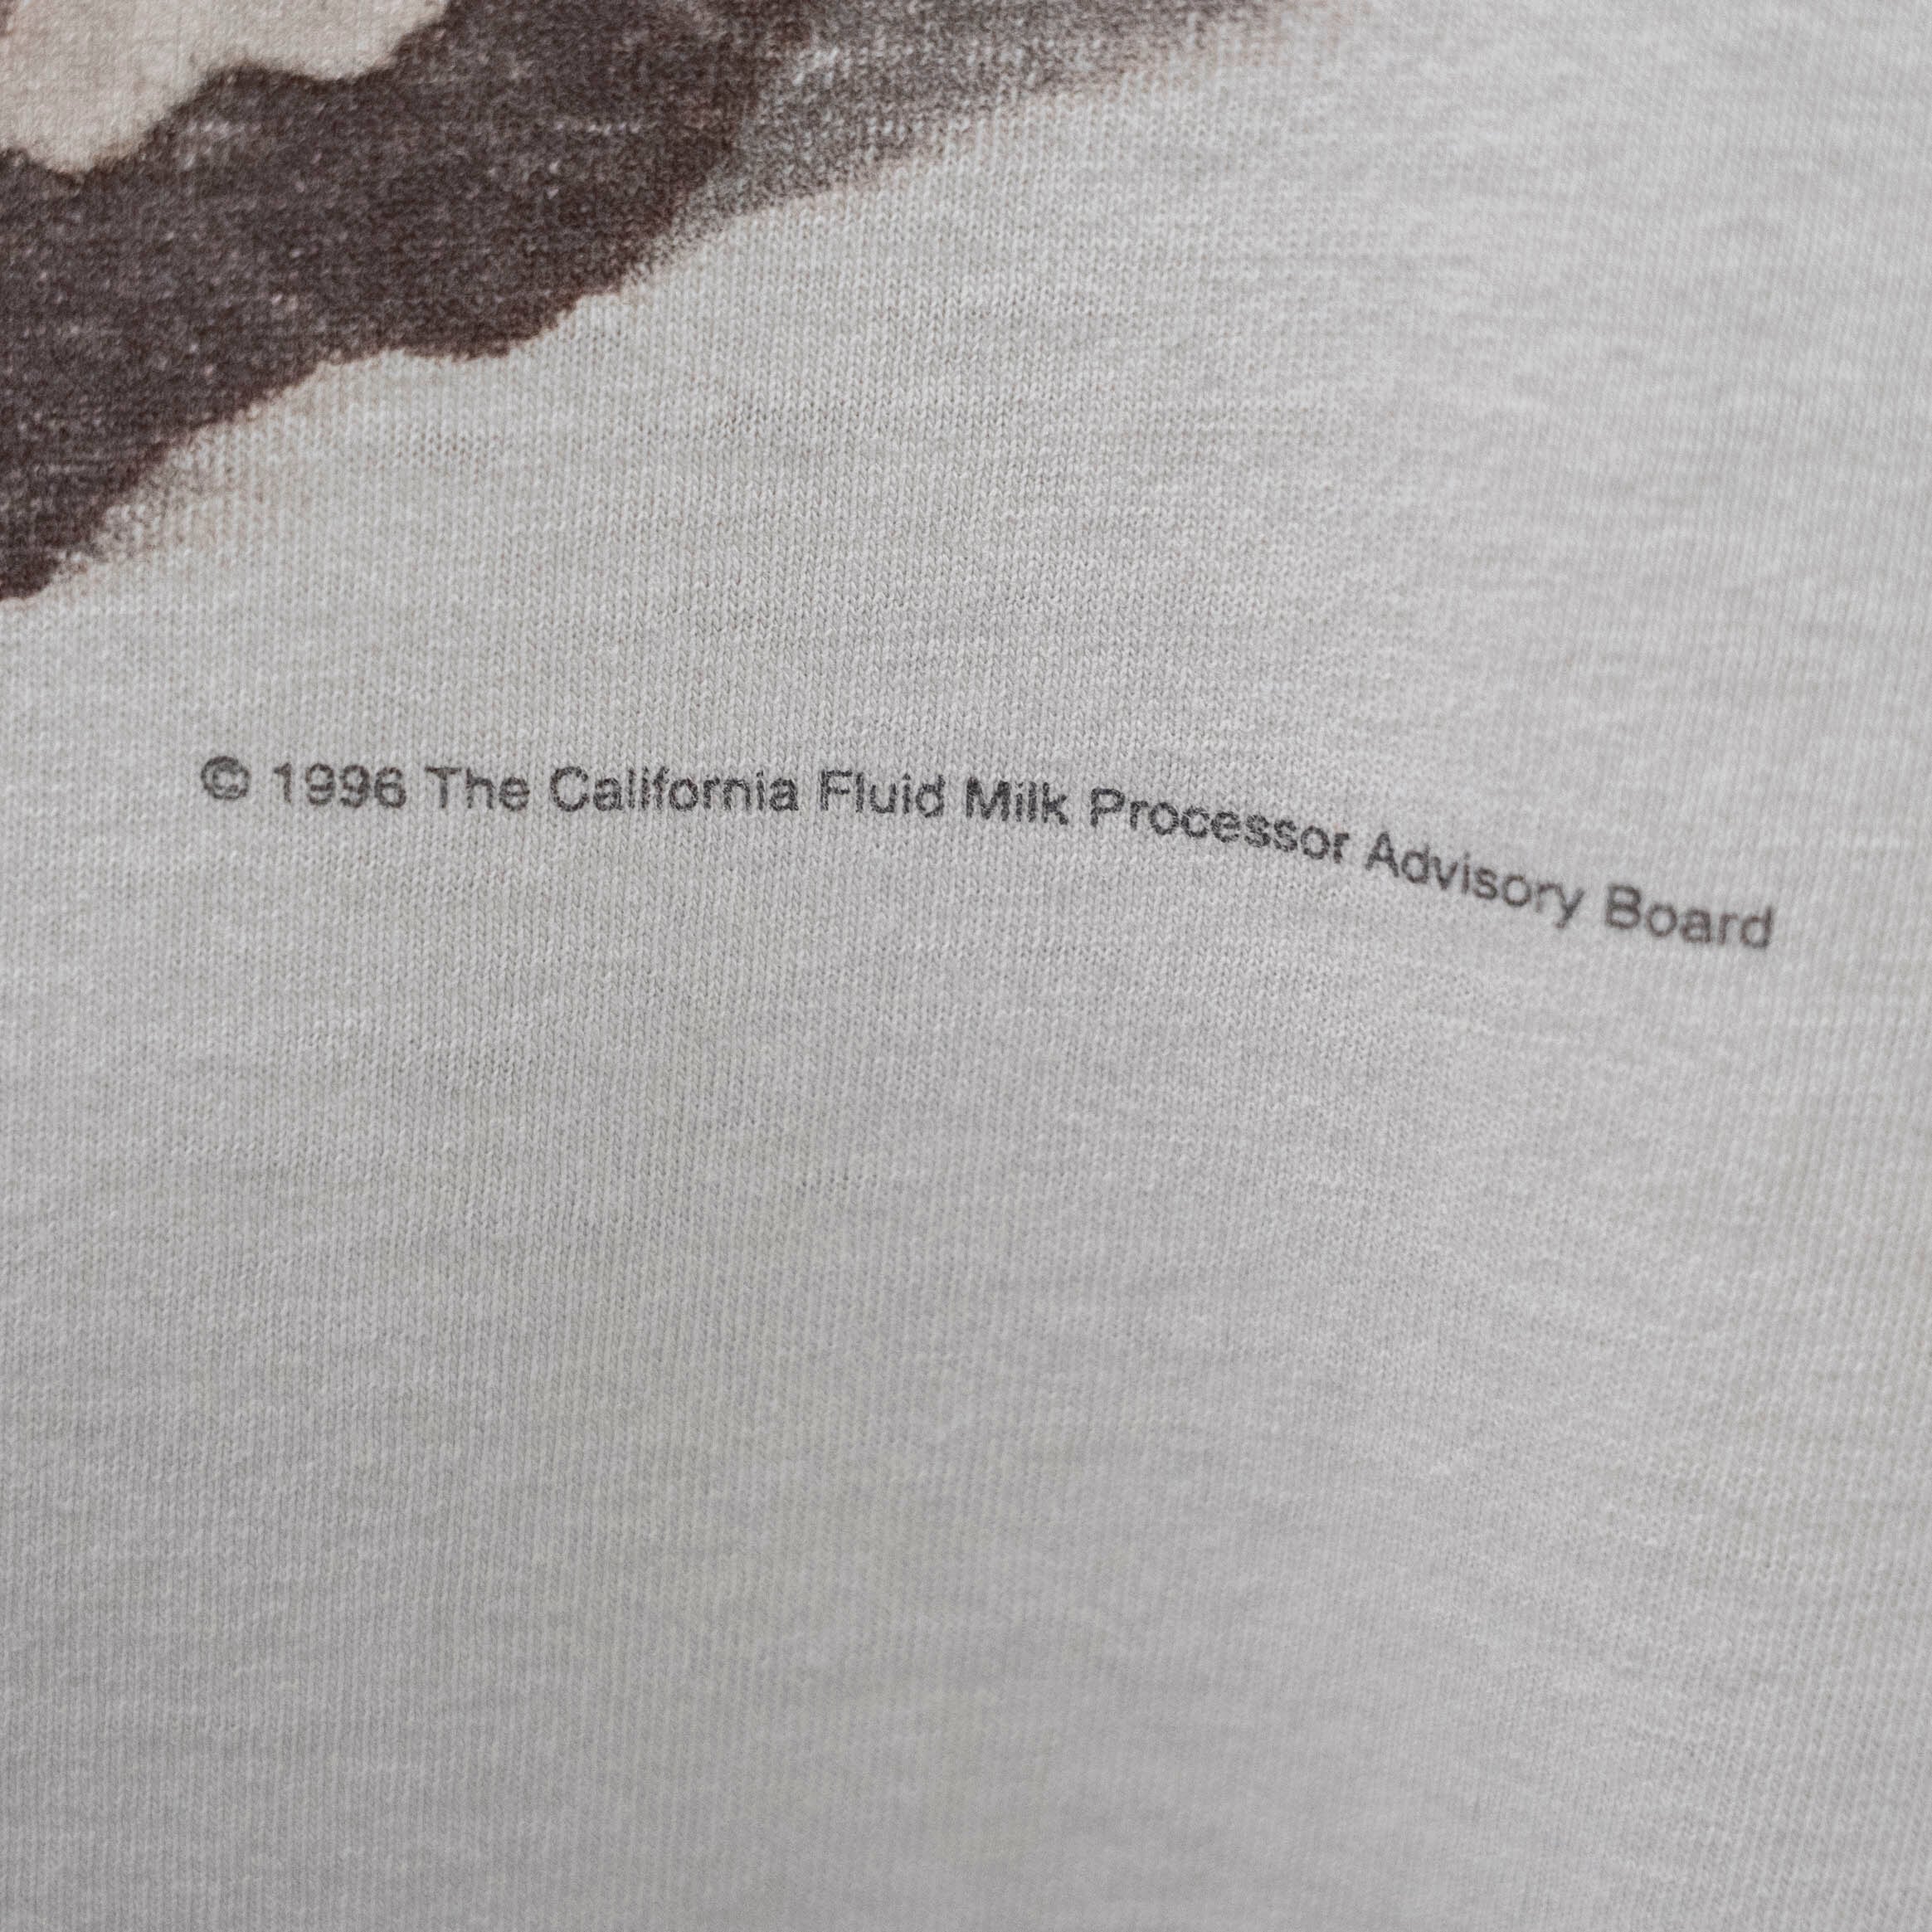 © 1996 The California Fluid Milk Processor Advisory Board